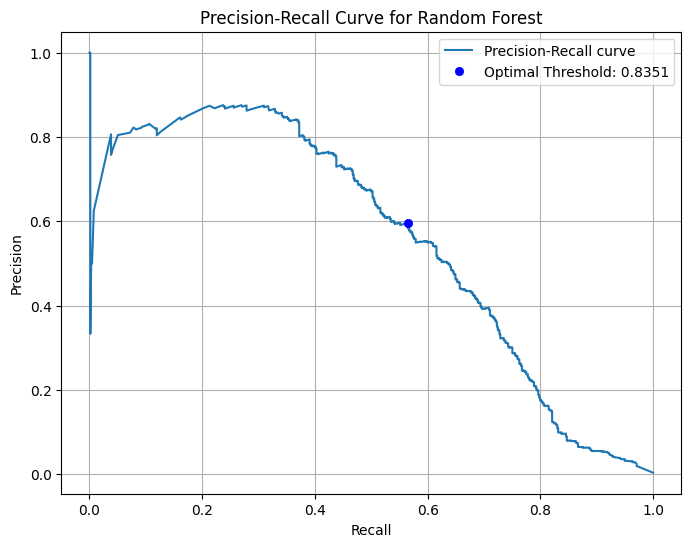 Precision-Recall Curve for Random Forest
Precision-Recall curve
Optimal Threshold: 0.8351
1.0
0.8
0.6
0.4
0.2
0.0
Precision
0.0 0.2 0.4 0.6 0.8 1.0
Recall